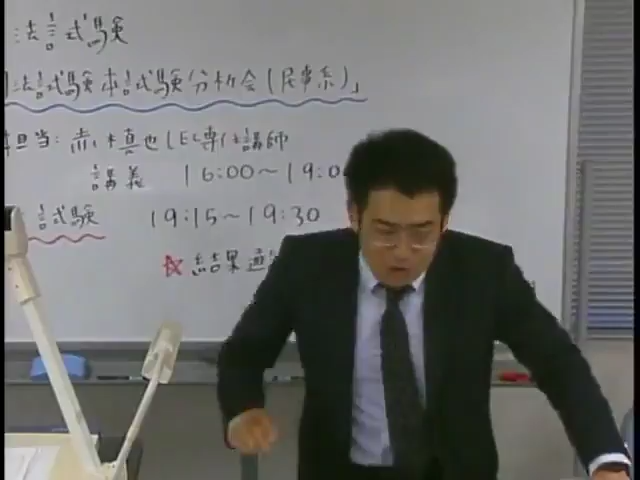 法試験
法試験本試験分析会(民事系)」
担当: 赤木真也LEC専任講師
講義 16:00〜19:0
試験 19:15〜19:30
☆結果通